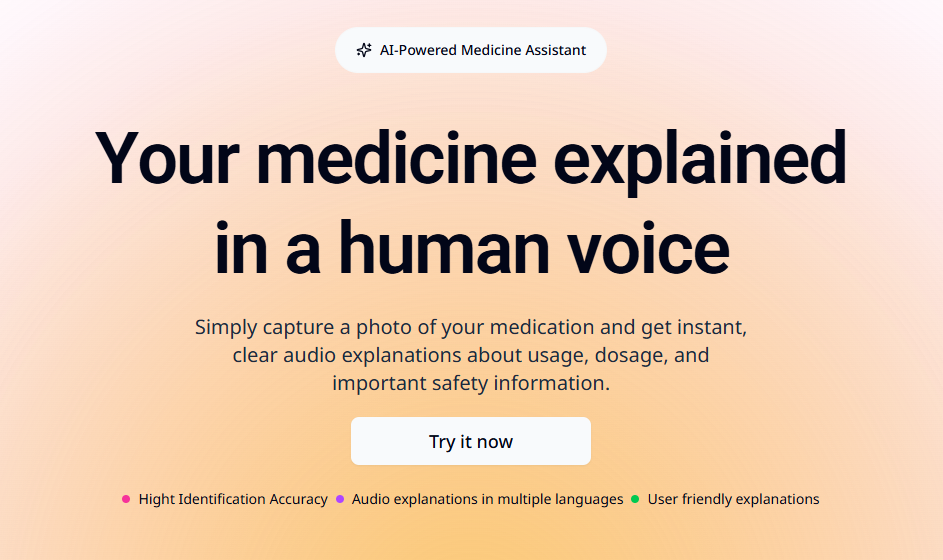 AI-Powered Medicine Assistant
Your medicine explained
in a human voice
Simply capture a photo of your medication and get instant,
clear audio explanations about usage, dosage, and
important safety information.
Try it now
Hight Identification Accuracy
Audio explanations in multiple languages
User friendly explanations